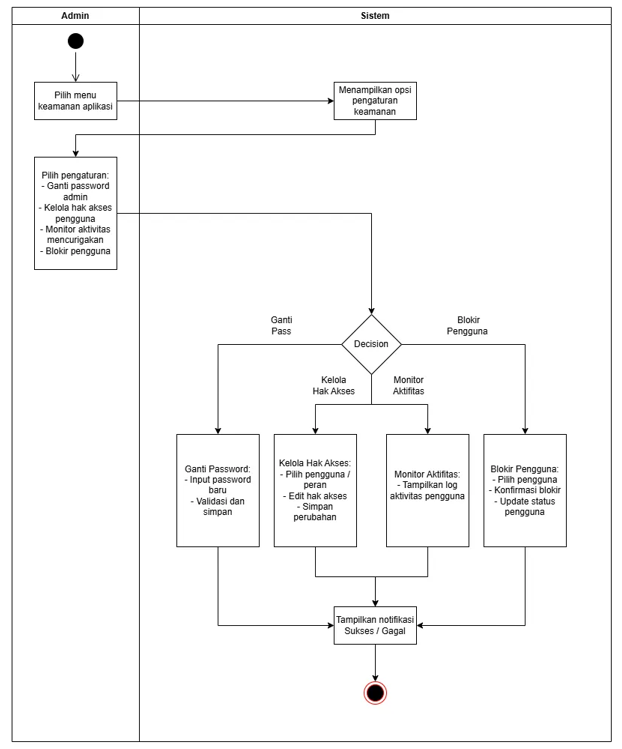 Admin
Sistem
Pilih menu
keamanan aplikasi
Menampilkan opsi
pengaturan
keamanan
Pilih pengaturan:
- Ganti password
admin
- Kelola hak akses
pengguna
- Monitor aktivitas
mencurigakan
- Blokir pengguna
Decision
Ganti
Pass
Blokir
Pengguna
Kelola
Hak Akses
Monitor
Aktifitas
Ganti Password:
- Input password
baru
- Validasi dan
simpan
Kelola Hak Akses:
- Pilih pengguna /
peran
- Edit hak akses
- Simpan
perubahan
Monitor Aktifitas:
- Tampilkan log
aktivitas pengguna
Blokir Pengguna:
- Pilih pengguna
- Konfirmasi blokir
- Update status
pengguna
Tampilkan notifikasi
Sukses / Gagal